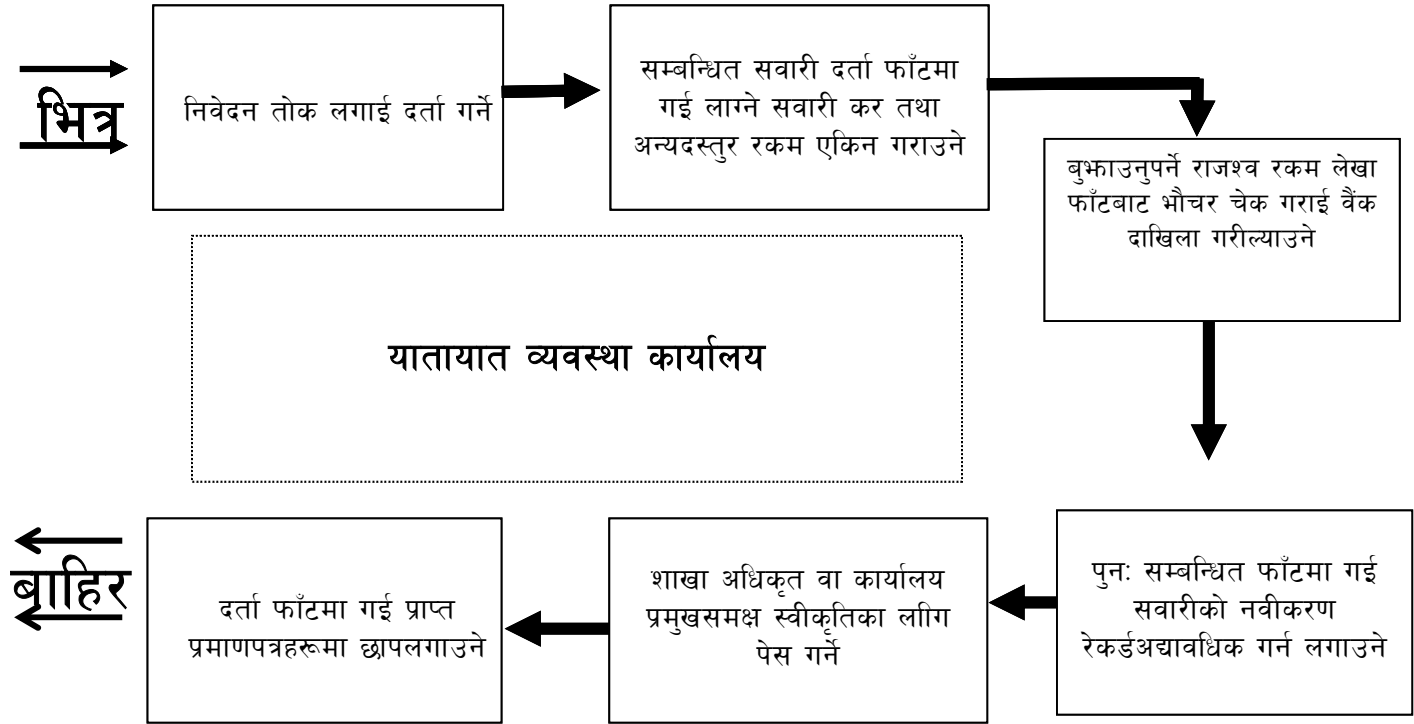 भित्र
निवेदन तोक लगाई दर्ता गर्ने
सम्बन्धित सवारी दर्ता फाँटमा
गई लाग्ने सवारी कर तथा
अन्यदस्तुर रकम एकिन गराउने
बुझाउनुपर्ने राजश्व रकम लेखा
फाँटबाट भौचर चेक गराई वैंक
दाखिला गरील्याउने
यातायात व्यवस्था कार्यालय
पुन: सम्बन्धित फाँटमा गई
सवारीको नवीकरण
रेकर्डअद्यावधिक गर्न लगाउने
शाखा अधिकृत वा कार्यालय
प्रमुखसमक्ष स्वीकृतिका लाीगि
पेस गर्ने
दर्ता फाँटमा गई प्राप्त
प्रमाणपत्रहरूमा छापलगाउने
बाहिर